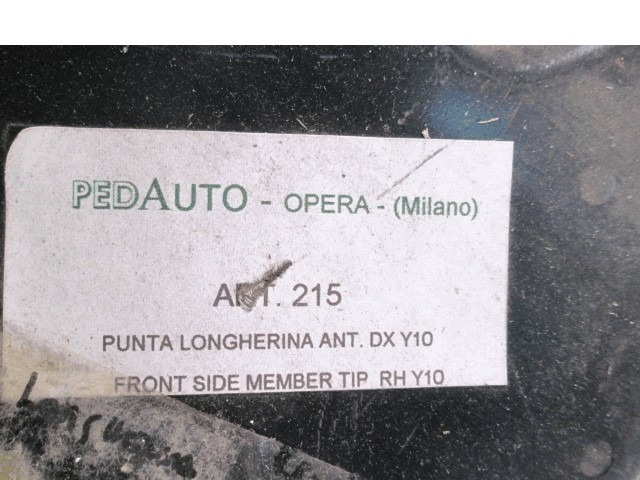 PEDAUTO - OPERA - (Milano)
ART. 215
PUNTA LONGHERINA ANT. DX Y10
FRONT SIDE MEMBER TIP RH Y10